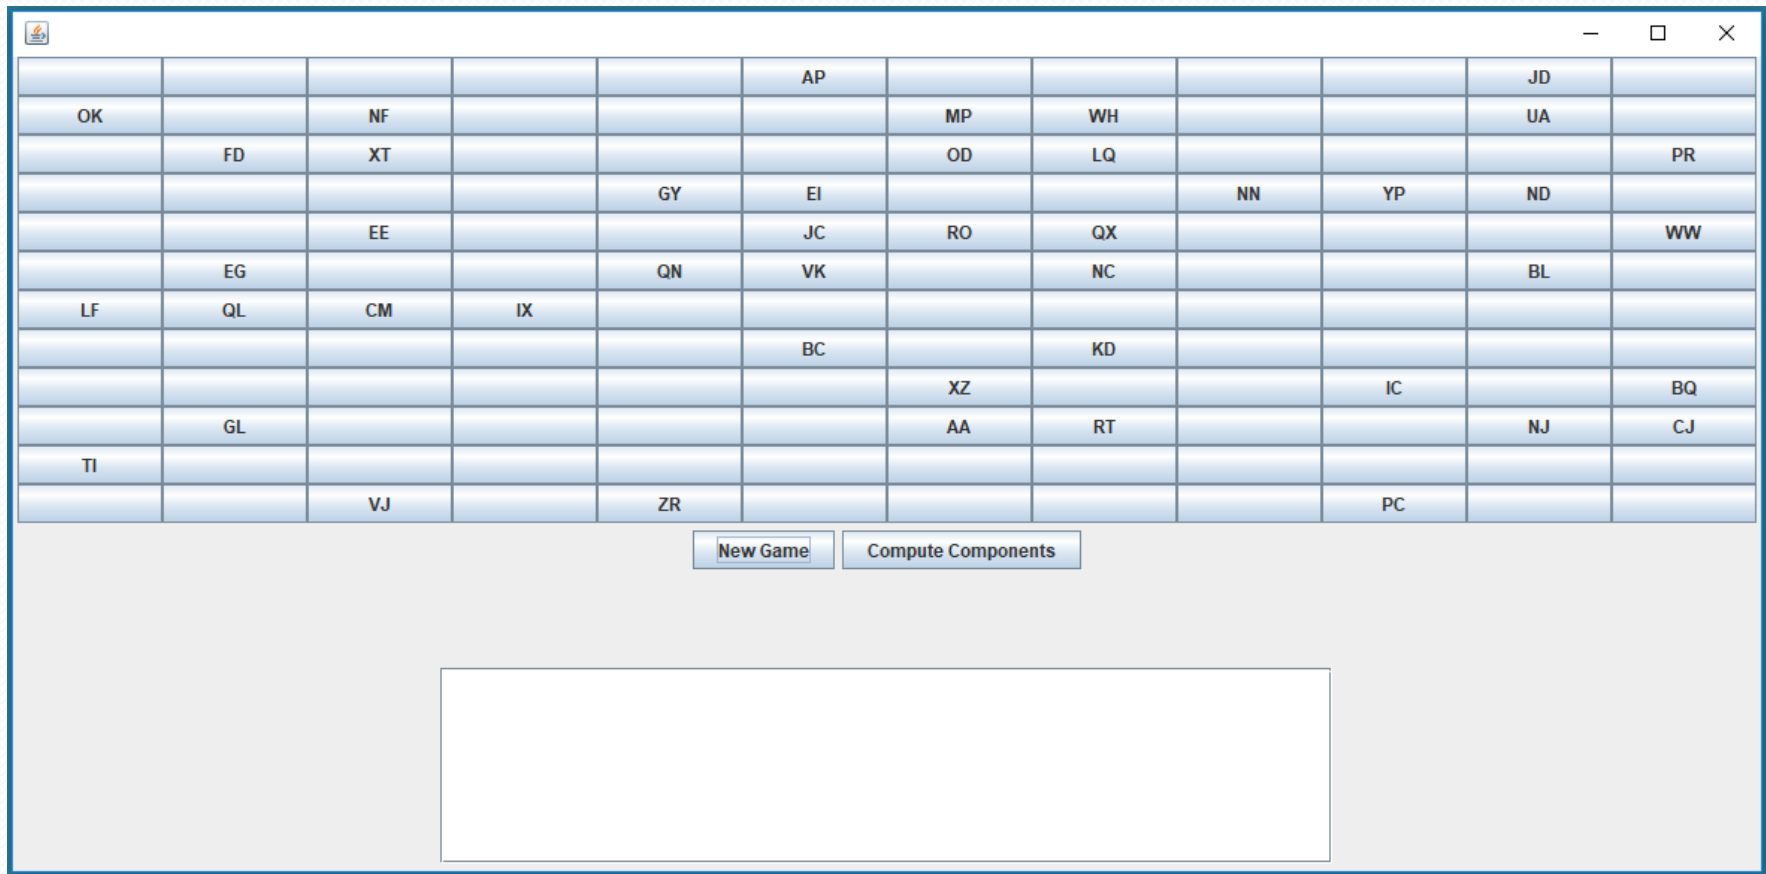 AP JD
OK NF MP WH UA
FD XT OD LQ PR
GY EI NN YP ND
EE JC RO QX WW
EG QN VK NC BL
LF QL CM IX
BC KD
XZ IC BQ
GL AA RT NJ CJ
TI
VJ ZR PC
New Game Compute Components